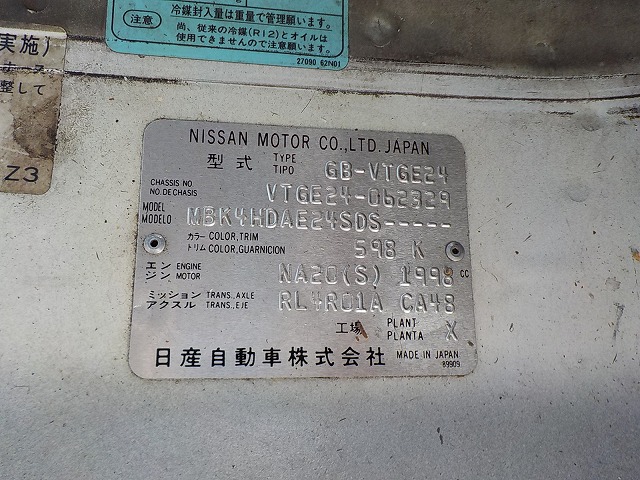 注意
冷媒封入量は重量で管理願います。
尚、従来の冷媒(R12)とオイルは
使用できませんので注意願います。
27090 62N01
実施)
整して
Z3
NISSAN MOTOR CO.,LTD. JAPAN
型式 TYPE TIPO GB-VTGE24
CHASSIS NO
NO. DE CHASIS VTGE24-062329
MODEL
MODELO MBK4HDAE24SDS-----
カラー COLOR,TRIM
トリム COLOR,GUARNICION 598 K
エンジン ENGINE MOTOR NA20(S) 1998 CC
ミッション TRANS.,AXLE
アクスル TRANS.,EJE RL4R01A CA48
工場 PLANT PLANTA X
日産自動車株式会社 MADE IN JAPAN
89909